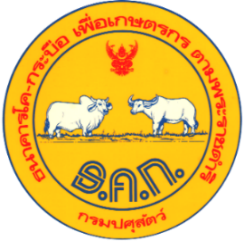 ธนาคารโค-กระบือ เพื่อเกษตรกร ตามพระราชดำริ
ธ.ค.ก.
กรมปศุสัตว์